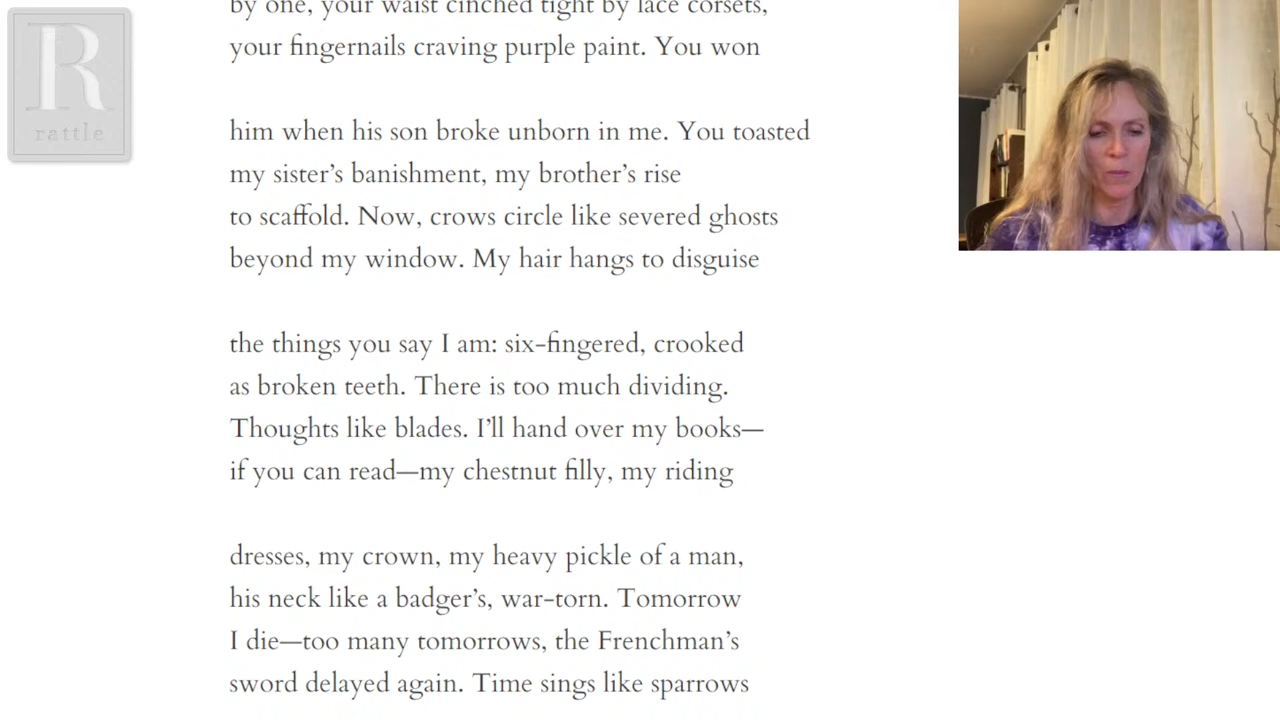 by one, your waist cinched tight by lace corsets,
your fingernails craving purple paint. You won
R
rattle
him when his son broke unborn in me. You toasted
my sister’s banishment, my brother’s rise
to scaffold. Now, crows circle like severed ghosts
beyond my window. My hair hangs to disguise
the things you say I am: six-fingered, crooked
as broken teeth. There is too much dividing.
Thoughts like blades. I’ll hand over my books—
if you can read—my chestnut filly, my riding
dresses, my crown, my heavy pickle of a man,
his neck like a badger’s, war-torn. Tomorrow
I die—too many tomorrows, the Frenchman’s
sword delayed again. Time sings like sparrows